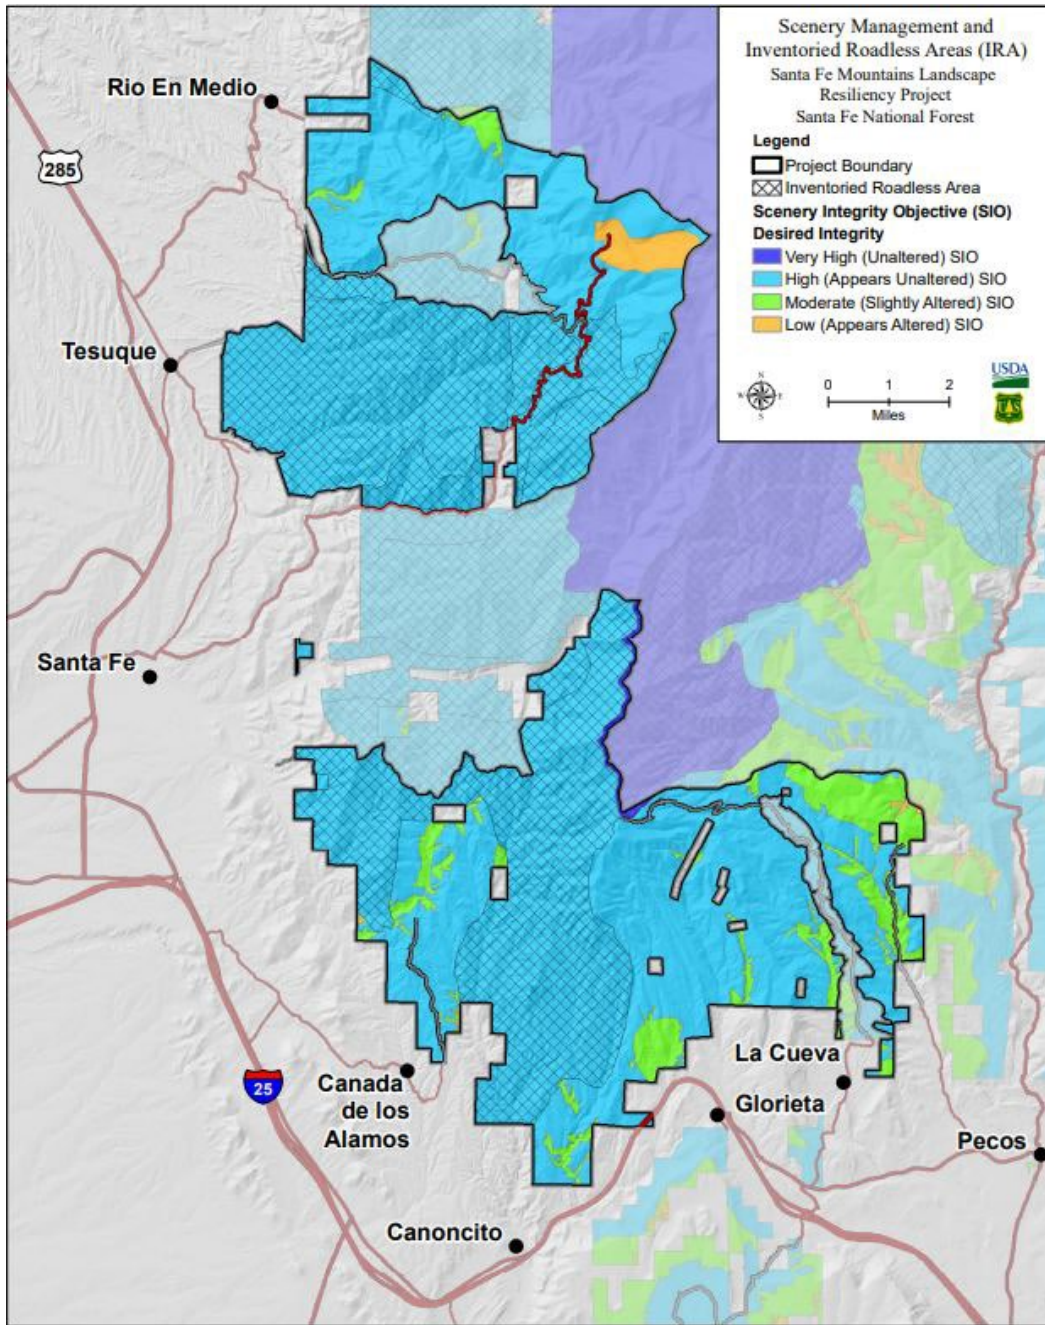 Scenery Management and
Inventoried Roadless Areas (IRA)
Santa Fe Mountains Landscape
Resiliency Project
Santa Fe National Forest
Legend
Project Boundary
Inventoried Roadless Area
Scenery Integrity Objective (SIO)
Desired Integrity
Very High (Unaltered) SIO
High (Appears Unaltered) SIO
Moderate (Slightly Altered) SIO
Low (Appears Altered) SIO
N
W
E
S
0 1 2
Miles
USDA
U S
Rio En Medio
285
Tesuque
Santa Fe
25
Canada
de los
Alamos
La Cueva
Glorieta
Pecos
Canoncito